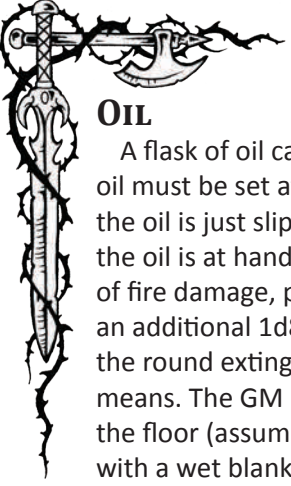 OIL
A flask of oil ca
oil must be set a
the oil is just slip
the oil is at hand
of fire damage, p
an additional 1d8
the round exting
means. The GM
the floor (assum
with a wet blank